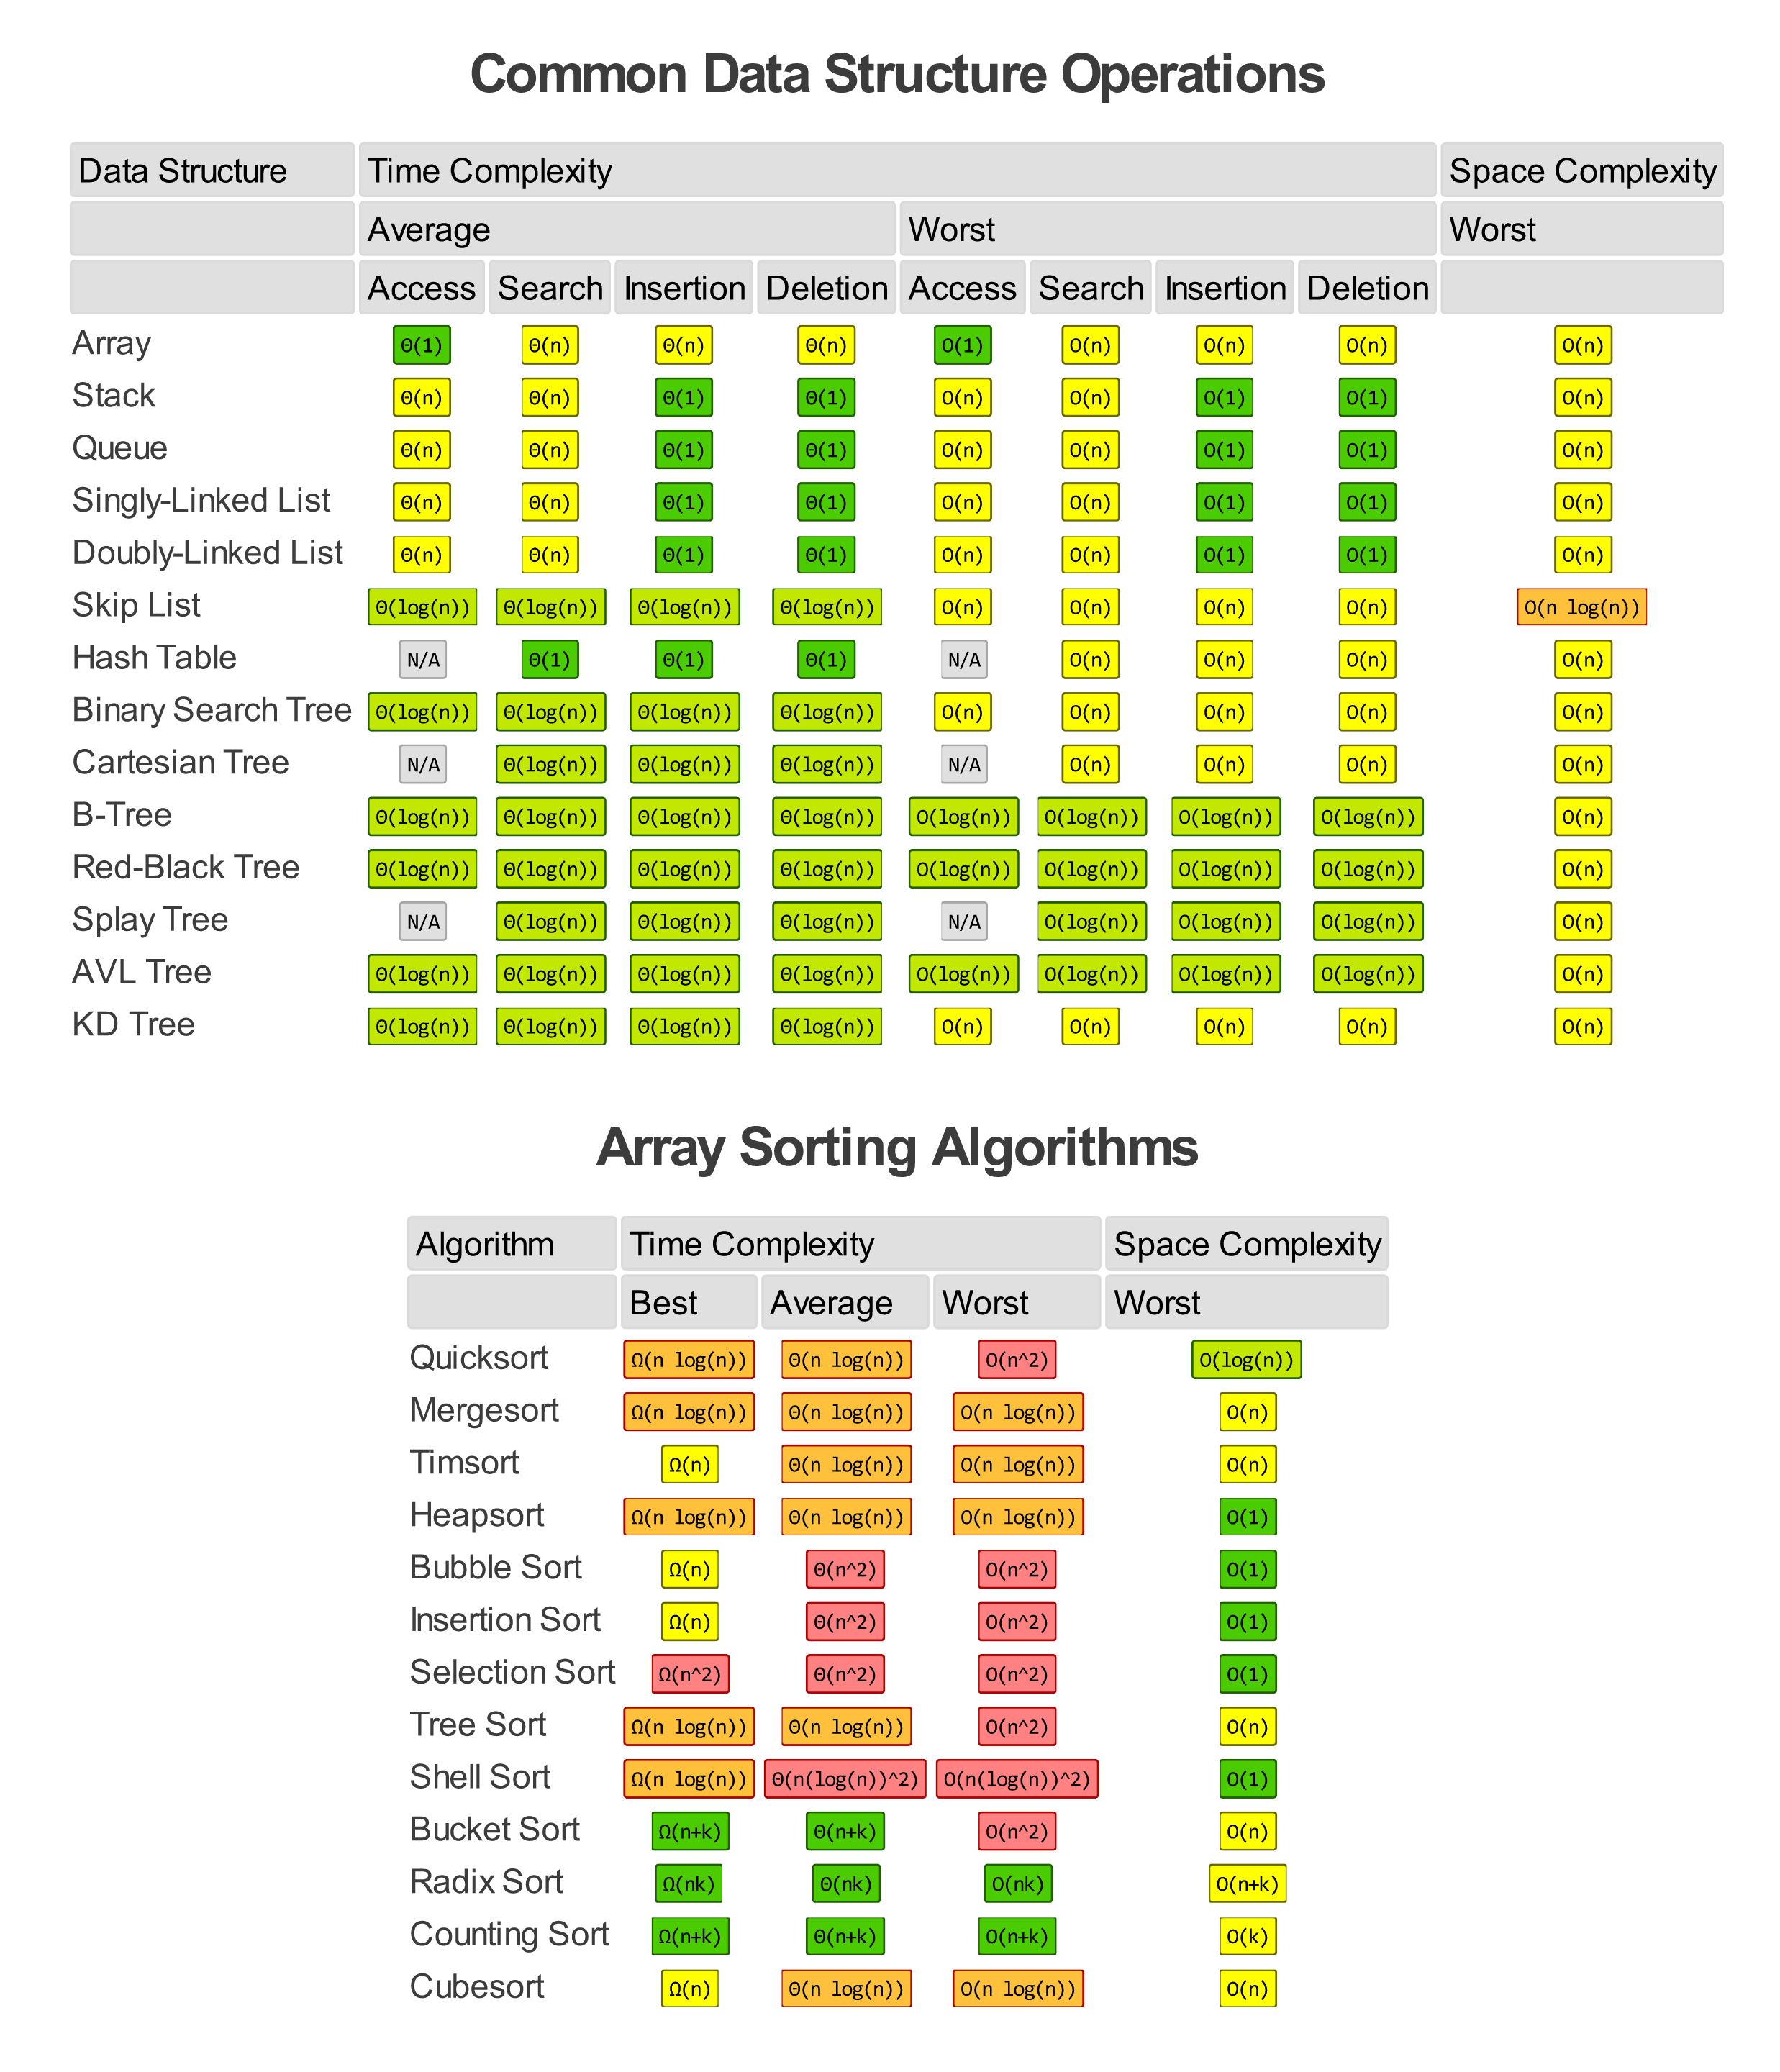 Common Data Structure Operations
Data Structure Time Complexity Space Complexity
Average Worst Worst
Access Search Insertion Deletion Access Search Insertion Deletion
Array Θ(1) Θ(n) Θ(n) Θ(n) O(1) O(n) O(n) O(n) O(n)
Stack Θ(n) Θ(n) Θ(1) Θ(1) O(n) O(n) O(1) O(1) O(n)
Queue Θ(n) Θ(n) Θ(1) Θ(1) O(n) O(n) O(1) O(1) O(n)
Singly-Linked List Θ(n) Θ(n) Θ(1) Θ(1) O(n) O(n) O(1) O(1) O(n)
Doubly-Linked List Θ(n) Θ(n) Θ(1) Θ(1) O(n) O(n) O(1) O(1) O(n)
Skip List Θ(log(n)) Θ(log(n)) Θ(log(n)) Θ(log(n)) O(n) O(n) O(n) O(n) O(n log(n))
Hash Table N/A Θ(1) Θ(1) Θ(1) N/A O(n) O(n) O(n) O(n)
Binary Search Tree Θ(log(n)) Θ(log(n)) Θ(log(n)) Θ(log(n)) O(n) O(n) O(n) O(n) O(n)
Cartesian Tree N/A Θ(log(n)) Θ(log(n)) Θ(log(n)) N/A O(n) O(n) O(n) O(n)
B-Tree Θ(log(n)) Θ(log(n)) Θ(log(n)) Θ(log(n)) O(log(n)) O(log(n)) O(log(n)) O(log(n)) O(n)
Red-Black Tree Θ(log(n)) Θ(log(n)) Θ(log(n)) Θ(log(n)) O(log(n)) O(log(n)) O(log(n)) O(log(n)) O(n)
Splay Tree N/A Θ(log(n)) Θ(log(n)) Θ(log(n)) N/A O(log(n)) O(log(n)) O(log(n)) O(n)
AVL Tree Θ(log(n)) Θ(log(n)) Θ(log(n)) Θ(log(n)) O(log(n)) O(log(n)) O(log(n)) O(log(n)) O(n)
KD Tree Θ(log(n)) Θ(log(n)) Θ(log(n)) Θ(log(n)) O(n) O(n) O(n) O(n) O(n)
Array Sorting Algorithms
Algorithm Time Complexity Space Complexity
Best Average Worst Worst
Quicksort Ω(n log(n)) Θ(n log(n)) O(n^2) O(log(n))
Mergesort Ω(n log(n)) Θ(n log(n)) O(n log(n)) O(n)
Timsort Ω(n) Θ(n log(n)) O(n log(n)) O(n)
Heapsort Ω(n log(n)) Θ(n log(n)) O(n log(n)) O(1)
Bubble Sort Ω(n) Θ(n^2) O(n^2) O(1)
Insertion Sort Ω(n) Θ(n^2) O(n^2) O(1)
Selection Sort Ω(n^2) Θ(n^2) O(n^2) O(1)
Tree Sort Ω(n log(n)) Θ(n log(n)) O(n^2) O(n)
Shell Sort Ω(n log(n)) Θ(n(log(n))^2) O(n(log(n))^2) O(1)
Bucket Sort Ω(n+k) Θ(n+k) O(n^2) O(n)
Radix Sort Ω(nk) Θ(nk) O(nk) O(n+k)
Counting Sort Ω(n+k) Θ(n+k) O(n+k) O(k)
Cubesort Ω(n) Θ(n log(n)) O(n log(n)) O(n)